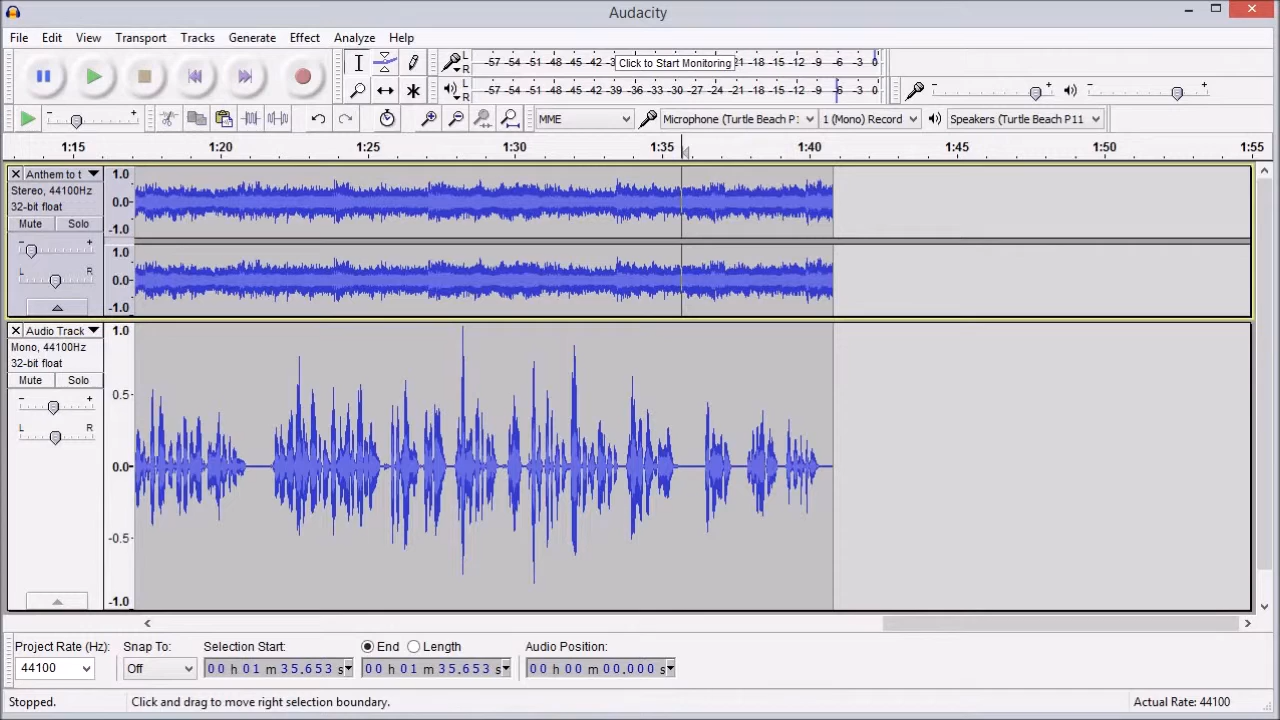 Audacity
File Edit View Transport Tracks Generate Effect Analyze Help
L R -57 -54 -51 -48 -45 -42 -3 Click to Start Monitoring 21 -18 -15 -12 -9 -6 -3 0
L R -57 -54 -51 -48 -45 -42 -39 -36 -33 -30 -27 -24 -21 -18 -15 -12 -9 -6 -3 0
- +
- +
- +
MME Microphone (Turtle Beach P: 1 (Mono) Record Speakers (Turtle Beach P11
1:15 1:20 1:25 1:30 1:35 1:40 1:45 1:50 1:55
Anthem to t
Stereo, 44100Hz
32-bit float
Mute Solo
- +
L R
1.0
0.0-
-1.0
1.0
0.0-
-1.0
Audio Track
Mono, 44100Hz
32-bit float
Mute Solo
- +
L R
1.0
0.5-
0.0-
-0.5-
-1.0
Project Rate (Hz): Snap To: Selection Start: End Length Audio Position:
44100 Off 00 h 01 m 35.653 s 00 h 01 m 35.653 s 00 h 00 m 00.000 s
Stopped. Click and drag to move right selection boundary. Actual Rate: 44100